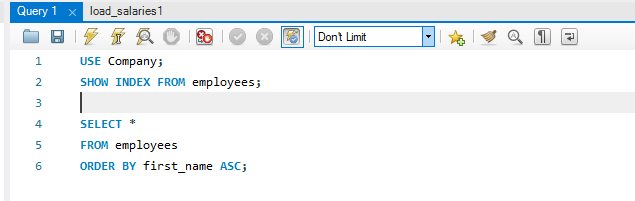 Query 1 load_salaries1
Don't Limit
1 USE Company;
2 SHOW INDEX FROM employees;
3
4 SELECT *
5 FROM employees
6 ORDER BY first_name ASC;